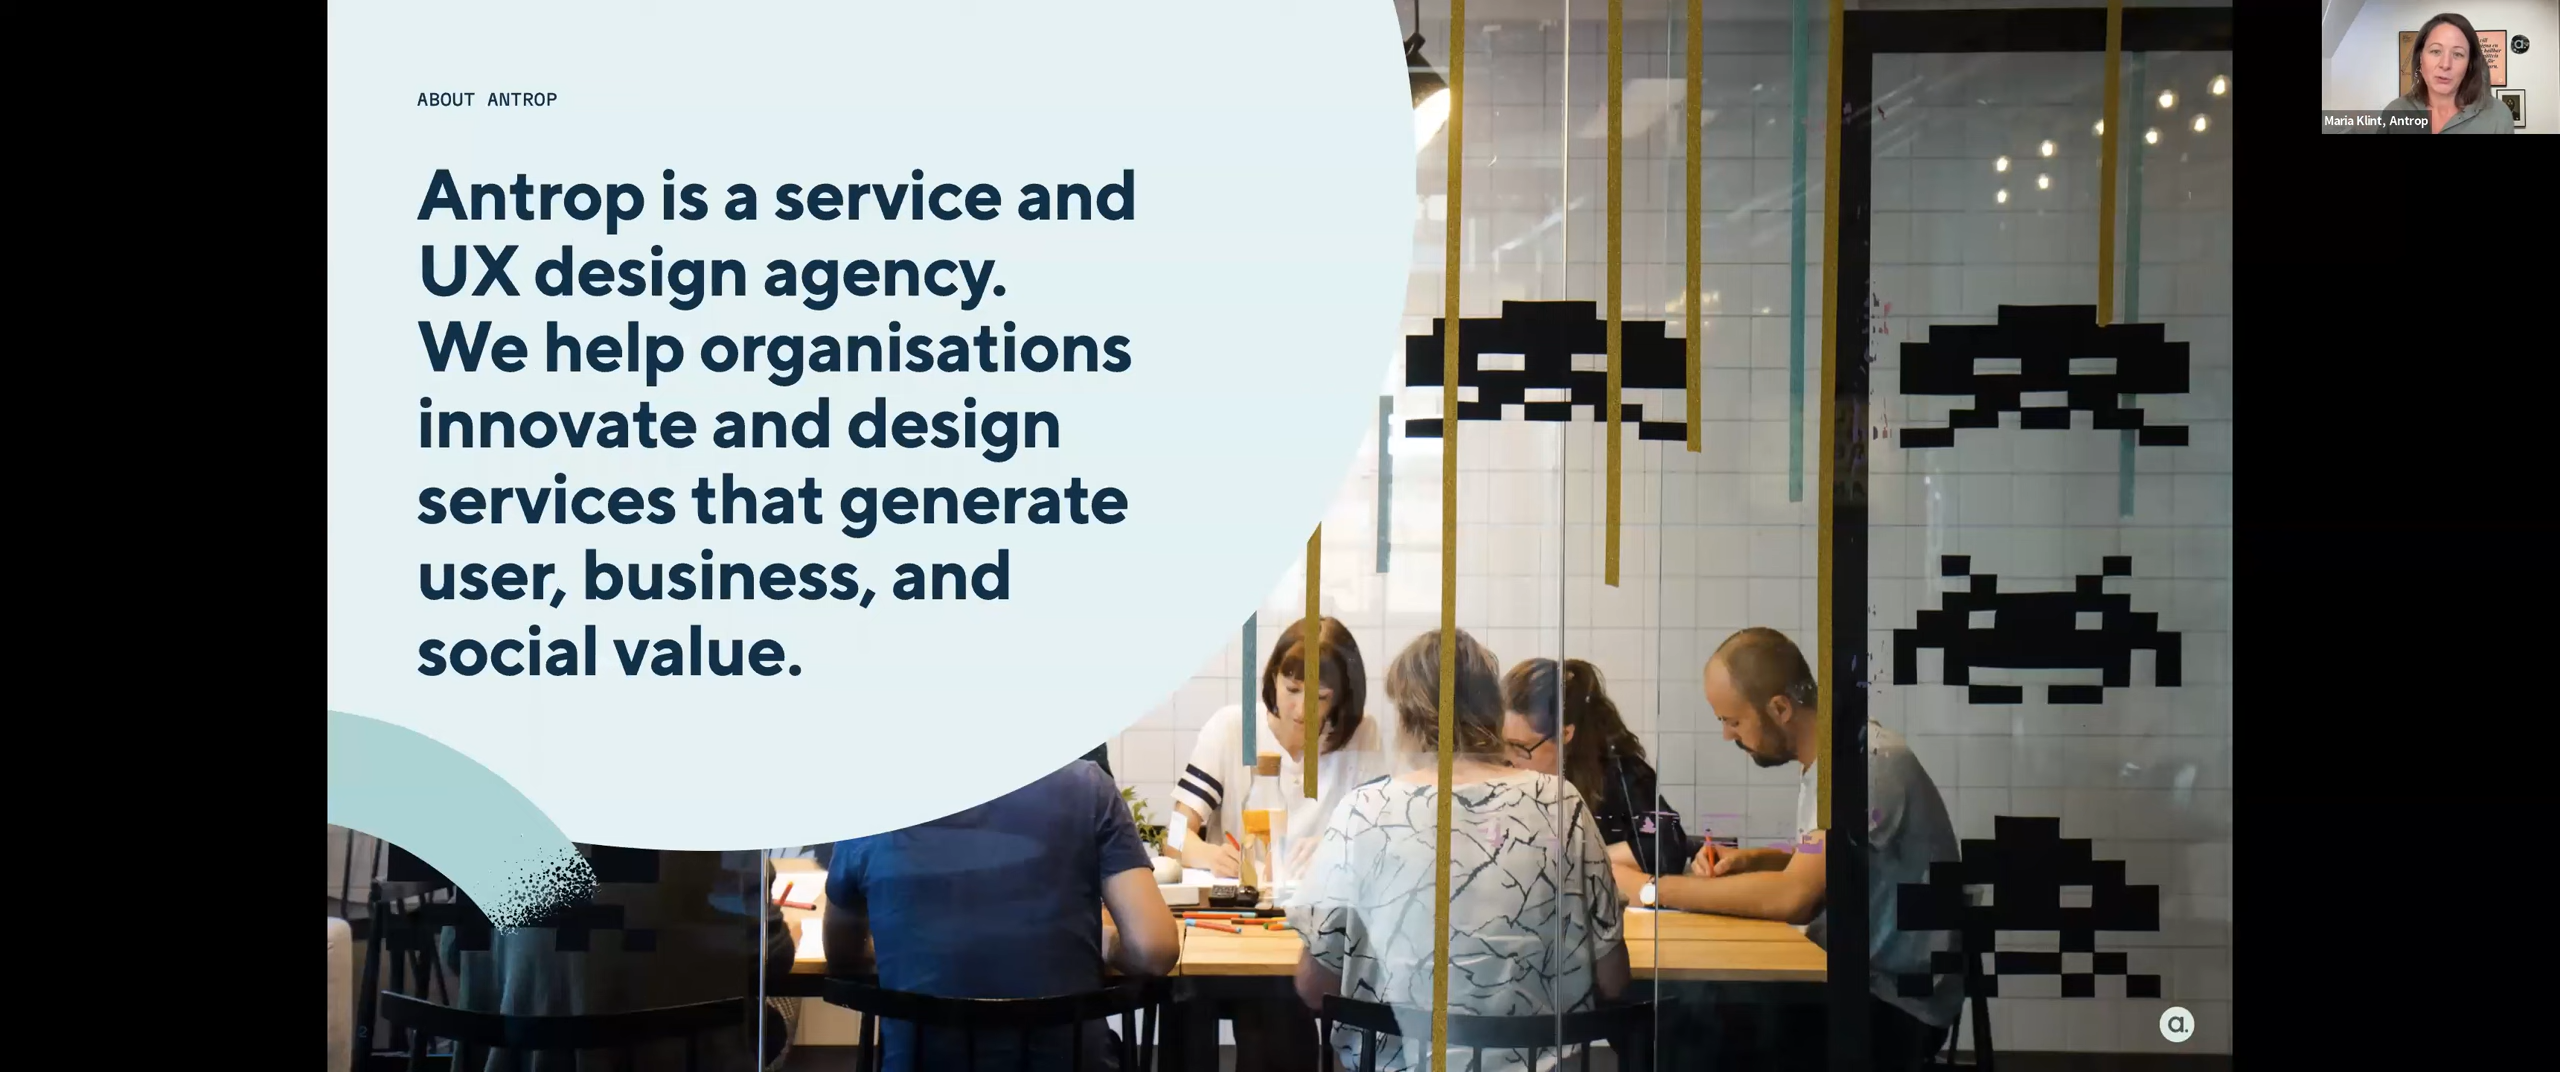 ABOUT ANTROP
Antrop is a service and
UX design agency.
We help organisations
innovate and design
services that generate
user, business, and
social value.
Maria Klint, Antrop
2
a.